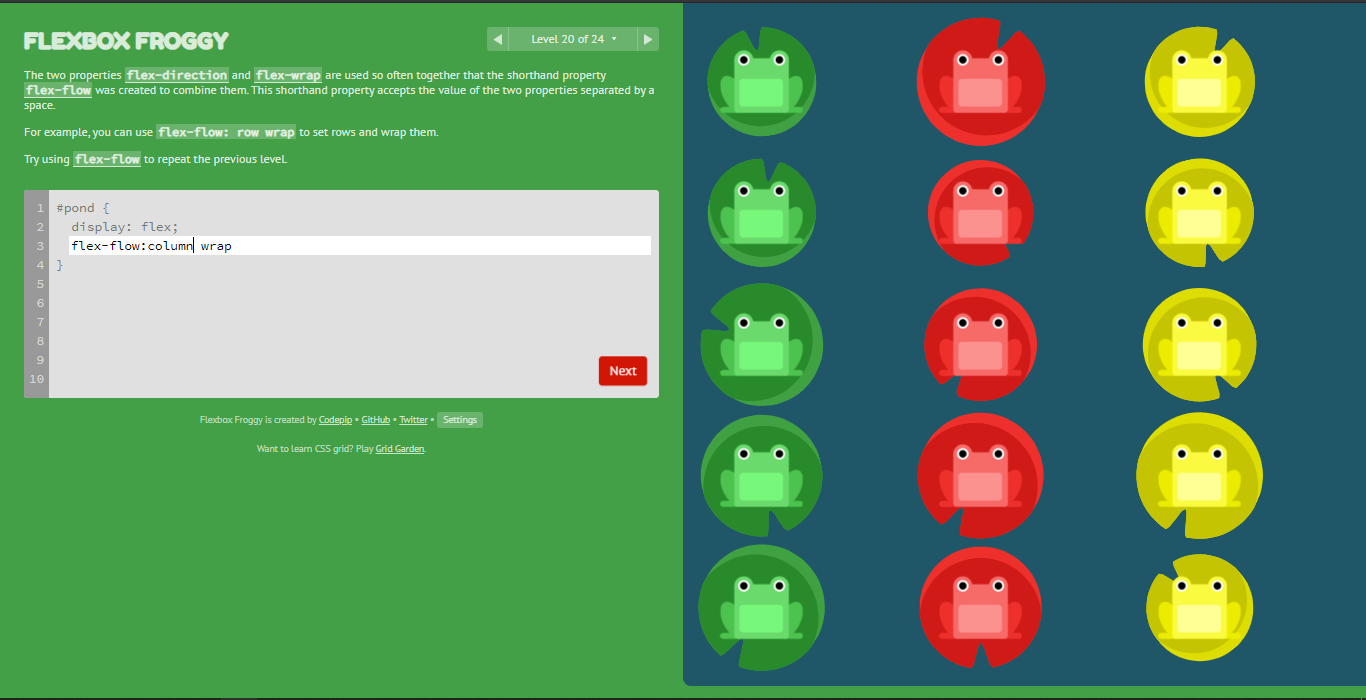 FLEXBOX FROGGY
◀ Level 20 of 24 ▾ ▶
The two properties flex-direction and flex-wrap are used so often together that the shorthand property
flex-flow was created to combine them. This shorthand property accepts the value of the two properties separated by a
space.
For example, you can use flex-flow: row wrap to set rows and wrap them.
Try using flex-flow to repeat the previous level.
1 #pond {
2 display: flex;
3 flex-flow:column wrap
4 }
5
6
7
8
9
10
Next
Flexbox Froggy is created by Codepip • GitHub • Twitter • Settings
Want to learn CSS grid? Play Grid Garden.